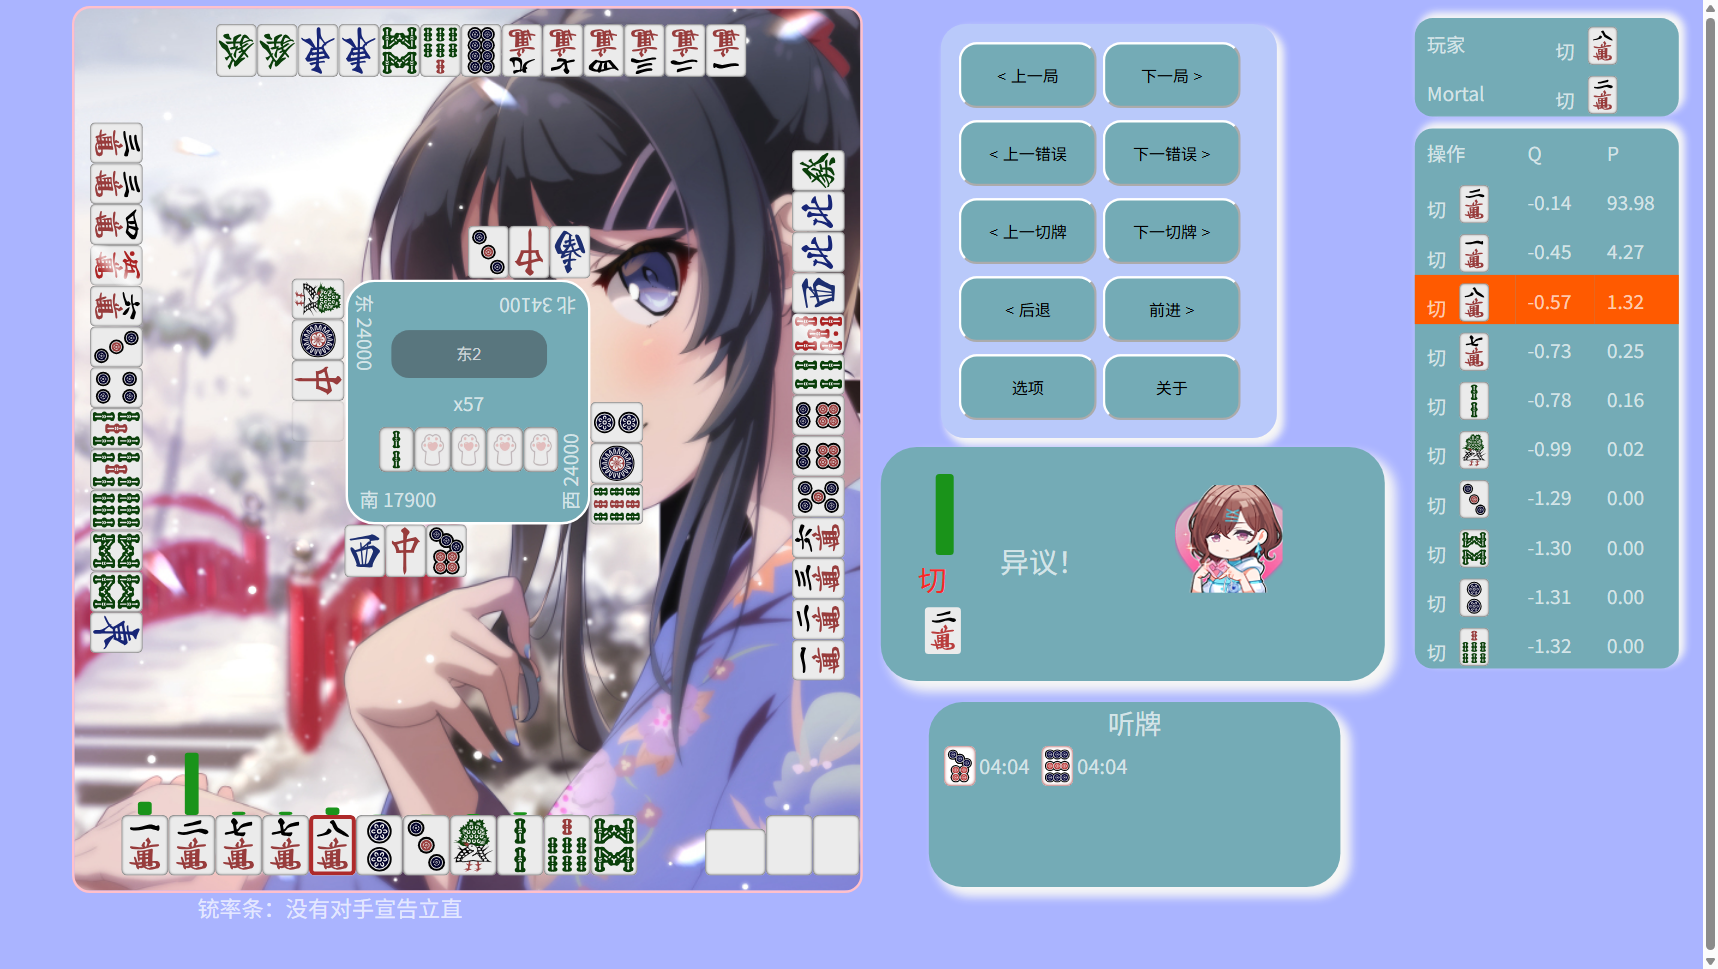 东 24000
北 34100
东2
x57
南 17900
西 24000
铳率条：没有对手宣告立直
< 上一局
下一局 >
< 上一错误
下一错误 >
< 上一切牌
下一切牌 >
< 后退
前进 >
选项
关于
切
异议！
听牌
04:04
04:04
玩家 切
Mortal 切
操作 Q P
切 -0.14 93.98
切 -0.45 4.27
切 -0.57 1.32
切 -0.73 0.25
切 -0.78 0.16
切 -0.99 0.02
切 -1.29 0.00
切 -1.30 0.00
切 -1.31 0.00
切 -1.32 0.00